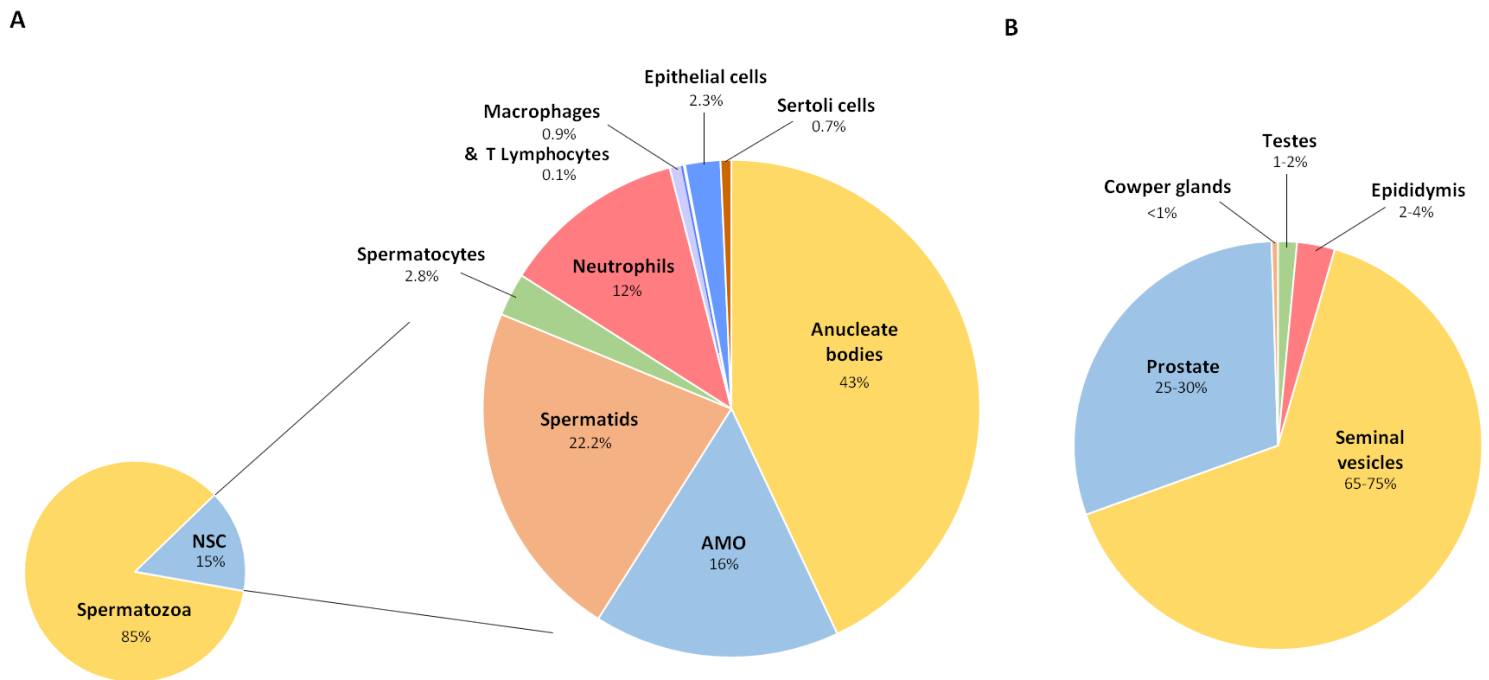 A
Spermatozoa
85%
NSC
15%
Anucleate
bodies
43%
AMO
16%
Spermatids
22.2%
Spermatocytes
2.8%
Neutrophils
12%
Macrophages
0.9%
& T Lymphocytes
0.1%
Epithelial cells
2.3%
Sertoli cells
0.7%
B
Testes
1-2%
Epididymis
2-4%
Seminal
vesicles
65-75%
Prostate
25-30%
Cowper glands
<1%